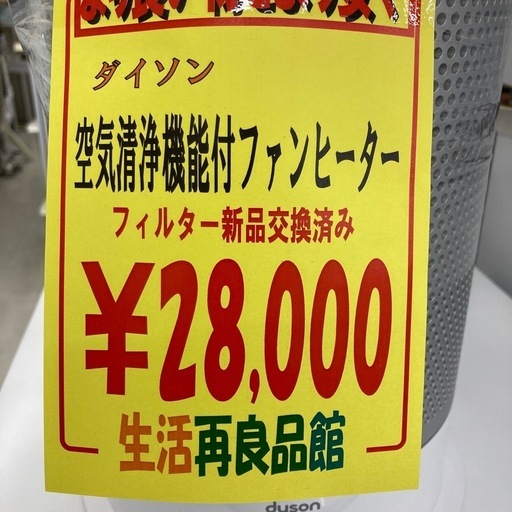 ダイソン
空気清浄機能付ファンヒーター
フィルター新品交換済み
¥28,000
生活再良品館
dyson